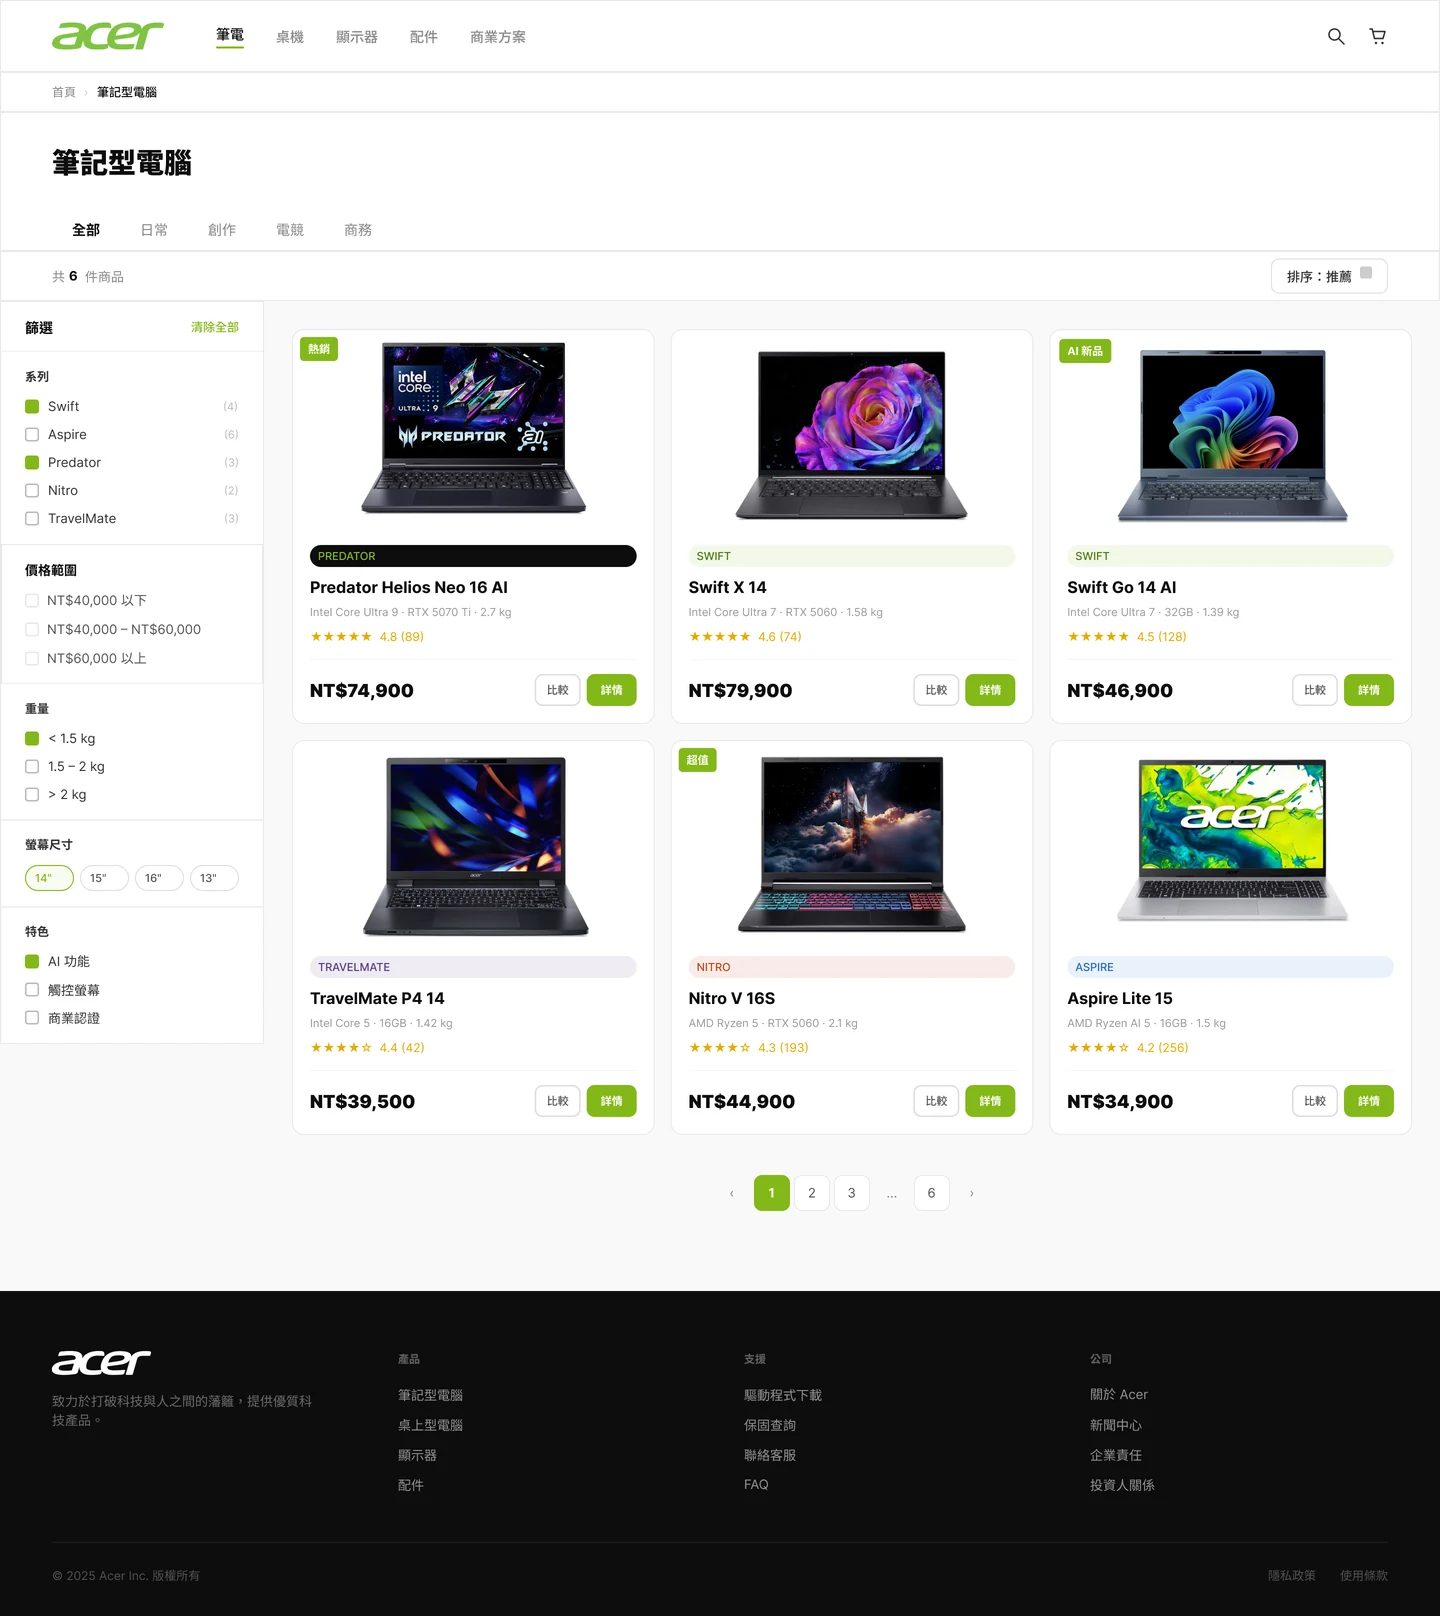 acer
筆電 桌機 顯示器 配件 商業方案
首頁 › 筆記型電腦
筆記型電腦
全部 日常 創作 電競 商務
共 6 件商品
排序：推薦
篩選 清除全部
系列
Swift (4)
Aspire (6)
Predator (3)
Nitro (2)
TravelMate (3)
價格範圍
NT$40,000 以下
NT$40,000 – NT$60,000
NT$60,000 以上
重量
< 1.5 kg
1.5 – 2 kg
> 2 kg
螢幕尺寸
14" 15" 16" 13"
特色
AI 功能
觸控螢幕
商業認證
熱銷
intel
CORE
ULTRA 9
PREDATOR ai
PREDATOR
Predator Helios Neo 16 AI
Intel Core Ultra 9 · RTX 5070 Ti · 2.7 kg
★★★★★ 4.8 (89)
NT$74,900 比較 詳情
SWIFT
Swift X 14
Intel Core Ultra 7 · RTX 5060 · 1.58 kg
★★★★★ 4.6 (74)
NT$79,900 比較 詳情
AI 新品
SWIFT
Swift Go 14 AI
Intel Core Ultra 7 · 32GB · 1.39 kg
★★★★★ 4.5 (128)
NT$46,900 比較 詳情
acer
TRAVELMATE
TravelMate P4 14
Intel Core 5 · 16GB · 1.42 kg
★★★★☆ 4.4 (42)
NT$39,500 比較 詳情
超值
NITRO
Nitro V 16S
AMD Ryzen 5 · RTX 5060 · 2.1 kg
★★★★☆ 4.3 (193)
NT$44,900 比較 詳情
acer
acer
ASPIRE
Aspire Lite 15
AMD Ryzen AI 5 · 16GB · 1.5 kg
★★★★☆ 4.2 (256)
NT$34,900 比較 詳情
‹ 1 2 3 ... 6 ›
acer
致力於打破科技與人之間的藩籬，提供優質科
技產品。
產品
筆記型電腦
桌上型電腦
顯示器
配件
支援
驅動程式下載
保固查詢
聯絡客服
FAQ
公司
關於 Acer
新聞中心
企業責任
投資人關係
© 2025 Acer Inc. 版權所有
隱私政策 使用條款